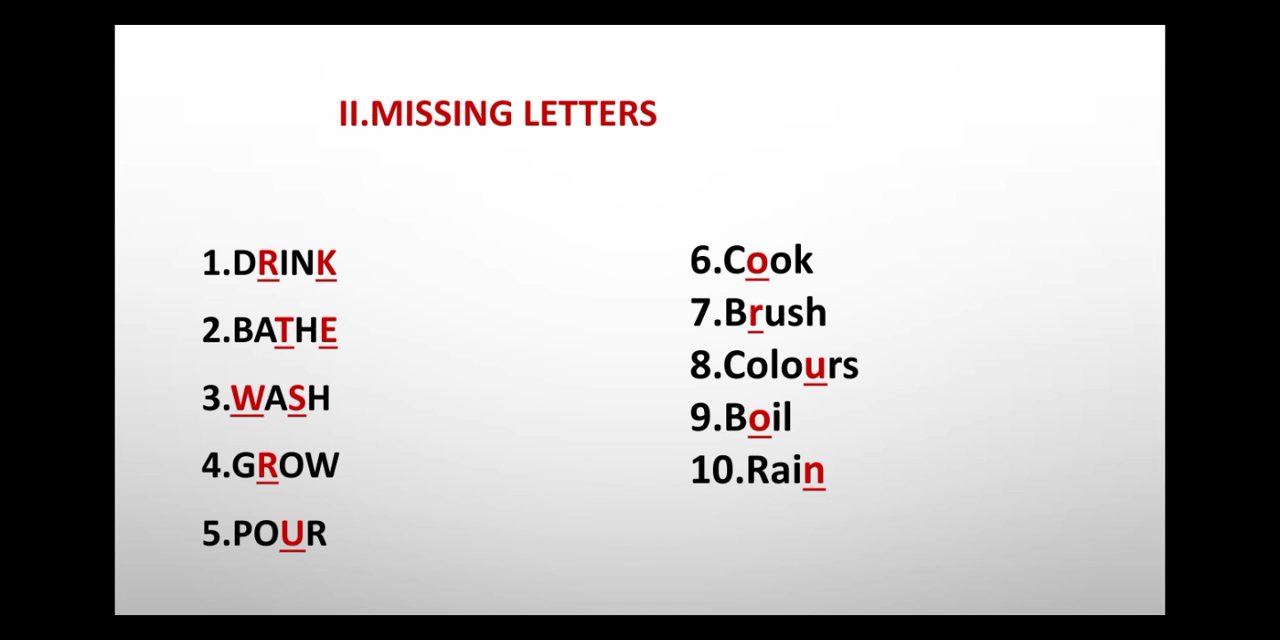 II.MISSING LETTERS
1.DRINK
2.BATHE
3.WASH
4.GROW
5.POUR
6.Cook
7.Brush
8.Colours
9.Boil
10.Rain